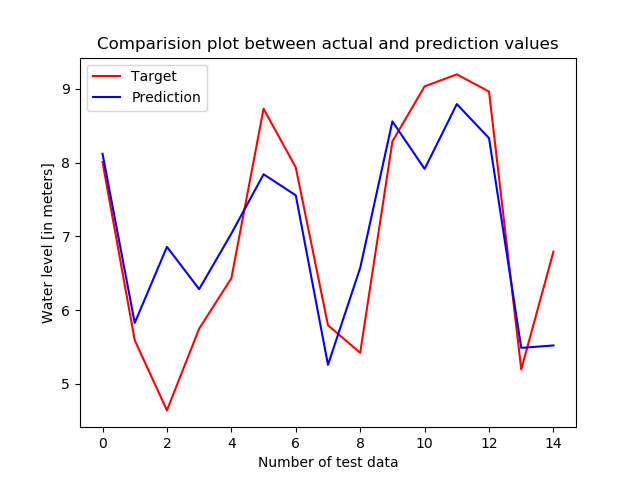 Comparision plot between actual and prediction values
Target
Prediction
Water level [in meters]
9
8
7
6
5
0 2 4 6 8 10 12 14
Number of test data